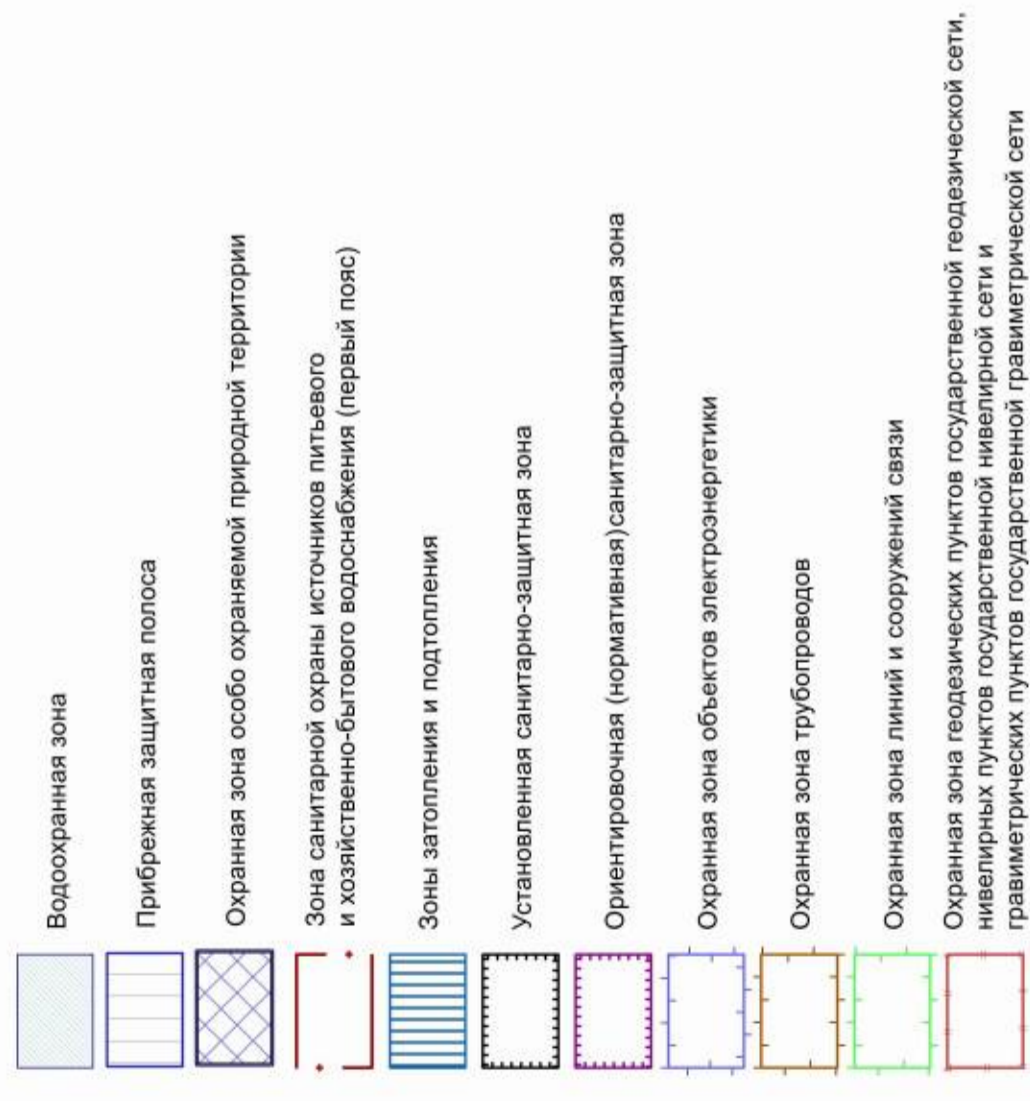 Водоохранная зона
Прибрежная защитная полоса
Охранная зона особо охраняемой природной территории
Зона санитарной охраны источников питьевого
и хозяйственно-бытового водоснабжения (первый пояс)
Зоны затопления и подтопления
Установленная санитарно-защитная зона
Ориентировочная (нормативная)санитарно-защитная зона
Охранная зона объектов электроэнергетики
Охранная зона трубопроводов
Охранная зона линий и сооружений связи
Охранная зона геодезических пунктов государственной геодезической сети,
нивелирных пунктов государственной нивелирной сети и
гравиметрических пунктов государственной гравиметрической сети